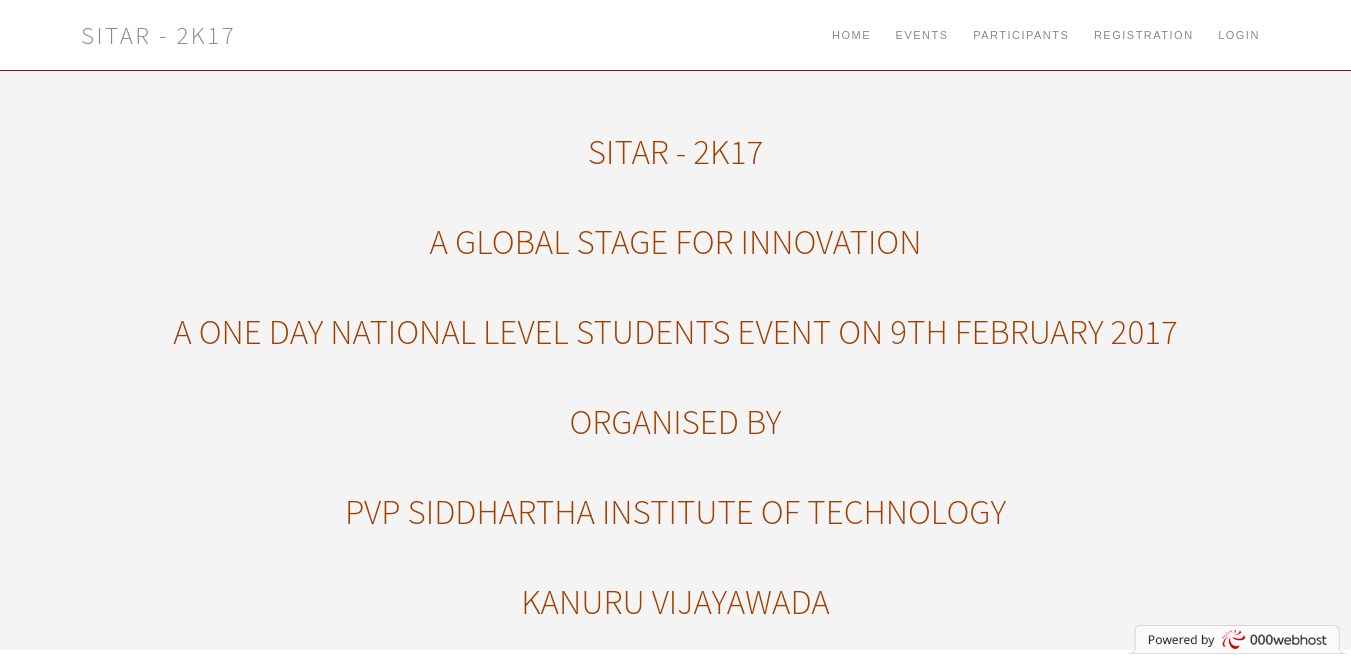 SITAR - 2K17
HOME EVENTS PARTICIPANTS REGISTRATION LOGIN
SITAR - 2K17
A GLOBAL STAGE FOR INNOVATION
A ONE DAY NATIONAL LEVEL STUDENTS EVENT ON 9TH FEBRUARY 2017
ORGANISED BY
PVP SIDDHARTHA INSTITUTE OF TECHNOLOGY
KANURU VIJAYAWADA
Powered by 000webhost